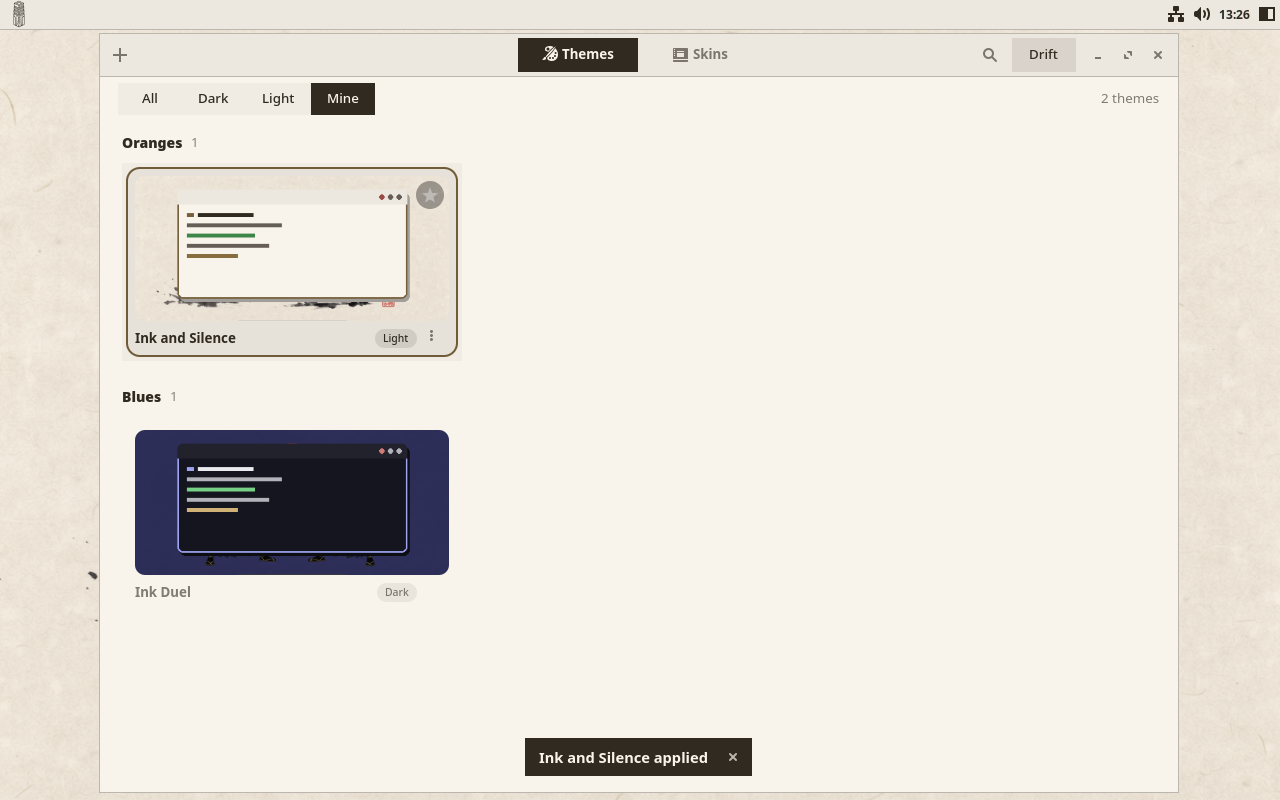 13:26
Themes
Skins
Drift
All
Dark
Light
Mine
2 themes
Oranges 1
Ink and Silence
Light
Blues 1
Ink Duel
Dark
Ink and Silence applied